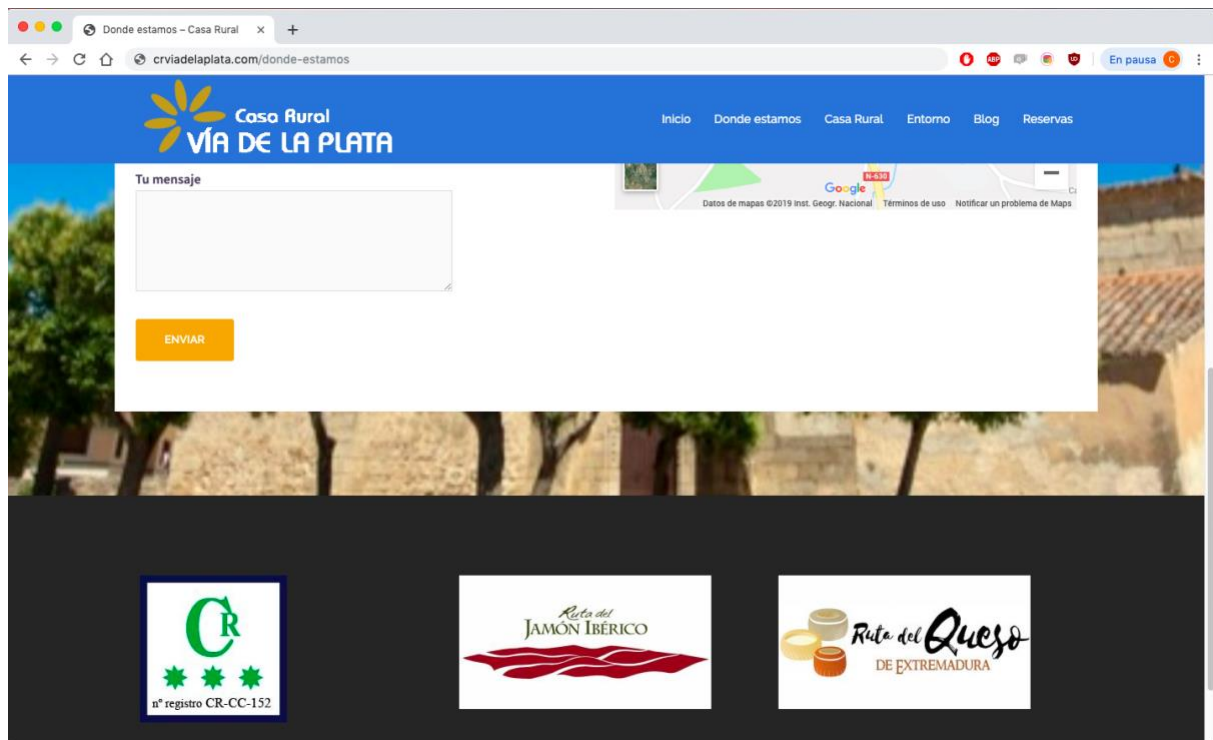 Donde estamos – Casa Rural
crviadelaplata.com/donde-estamos
ABP
En pausa C
Casa Rural
VÍA DE LA PLATA
Inicio Donde estamos Casa Rural Entorno Blog Reservas
Tu mensaje
N-630
Google
Datos de mapas ©2019 Inst. Geogr. Nacional Términos de uso Notificar un problema de Maps
ENVIAR
CR
nº registro CR-CC-152
Ruta del
JAMÓN IBÉRICO
Ruta del Queso
DE EXTREMADURA